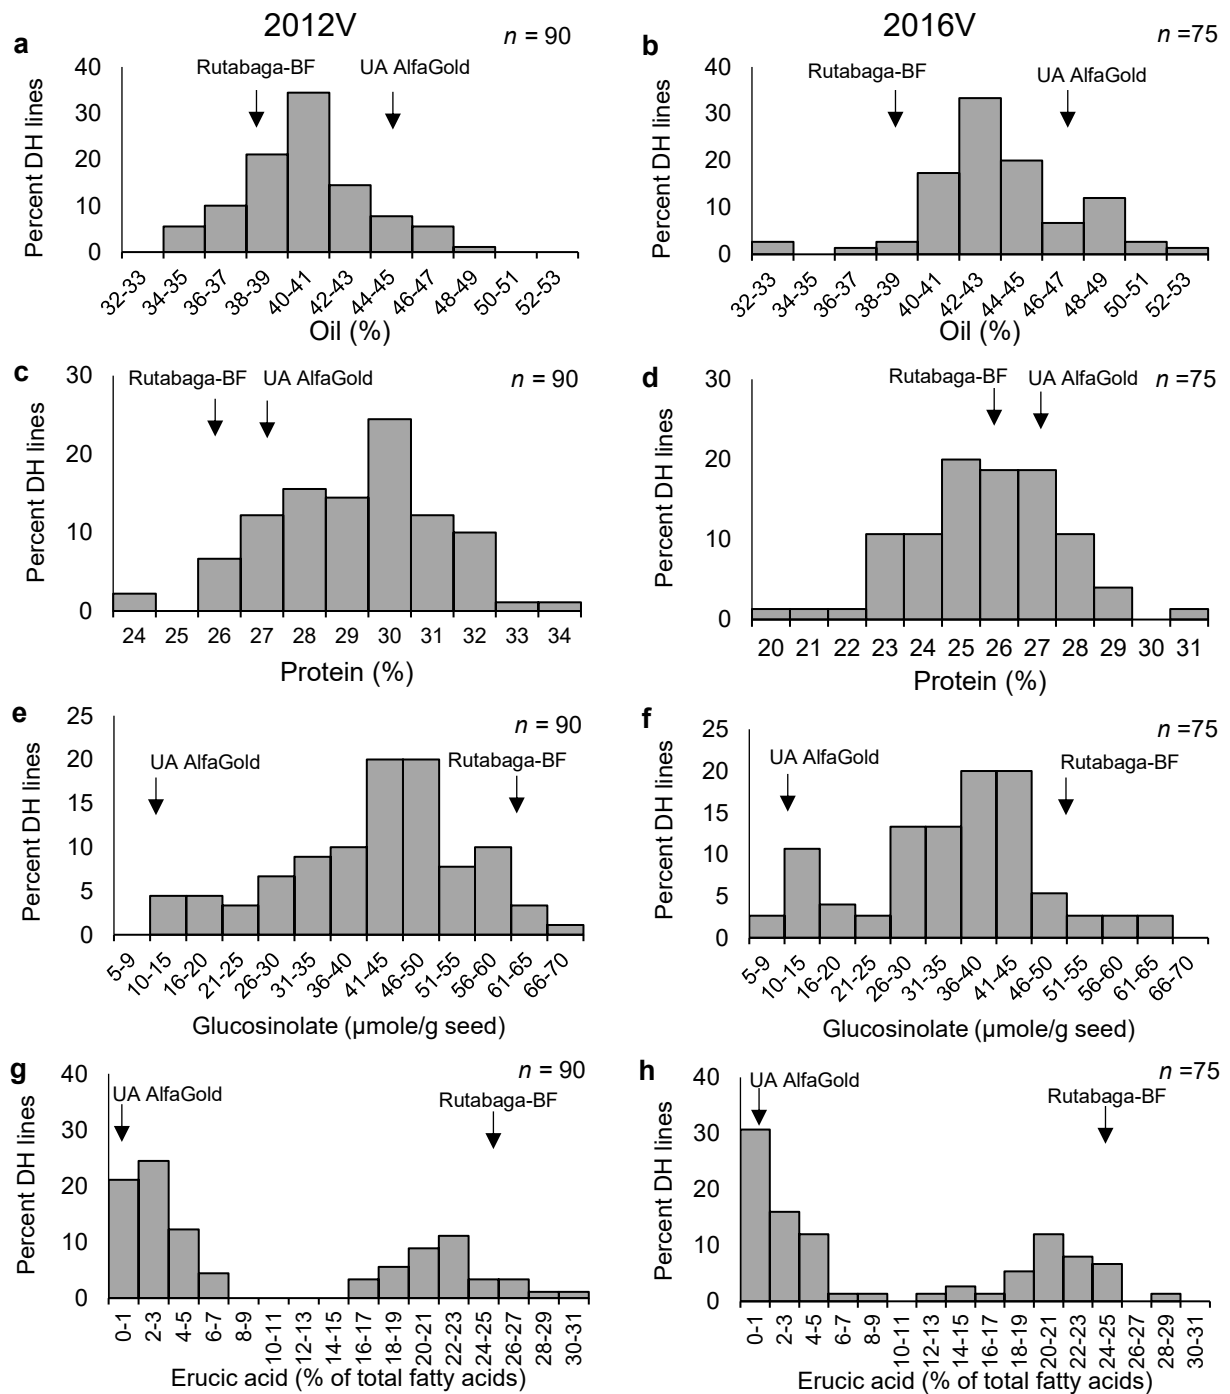 2012V
2016V
a
n = 90
Rutabaga-BF
UA AlfaGold
Percent DH lines
40
30
20
10
0
32-33
34-35
36-37
38-39
40-41
42-43
44-45
46-47
48-49
50-51
52-53
Oil (%)
b
n =75
Rutabaga-BF
UA AlfaGold
Percent DH lines
40
30
20
10
0
32-33
34-35
36-37
38-39
40-41
42-43
44-45
46-47
48-49
50-51
52-53
Oil (%)
c
n = 90
Rutabaga-BF
UA AlfaGold
Percent DH lines
30
20
10
0
24 25 26 27 28 29 30 31 32 33 34
Protein (%)
d
n =75
Rutabaga-BF
UA AlfaGold
Percent DH lines
30
20
10
0
20 21 22 23 24 25 26 27 28 29 30 31
Protein (%)
e
n = 90
UA AlfaGold
Rutabaga-BF
Percent DH lines
25
20
15
10
5
0
5-9
10-15
16-20
21-25
26-30
31-35
36-40
41-45
46-50
51-55
56-60
61-65
66-70
Glucosinolate (µmole/g seed)
f
n =75
UA AlfaGold
Rutabaga-BF
Percent DH lines
25
20
15
10
5
0
5-9
10-15
16-20
21-25
26-30
31-35
36-40
41-45
46-50
51-55
56-60
61-65
66-70
Glucosinolate (µmole/g seed)
g
n = 90
UA AlfaGold
Rutabaga-BF
Percent DH lines
40
30
20
10
0
0-1
2-3
4-5
6-7
8-9
10-11
12-13
14-15
16-17
18-19
20-21
22-23
24-25
26-27
28-29
30-31
Erucic acid (% of total fatty acids)
h
n =75
UA AlfaGold
Rutabaga-BF
Percent DH lines
40
30
20
10
0
0-1
2-3
4-5
6-7
8-9
10-11
12-13
14-15
16-17
18-19
20-21
22-23
24-25
26-27
28-29
30-31
Erucic acid (% of total fatty acids)